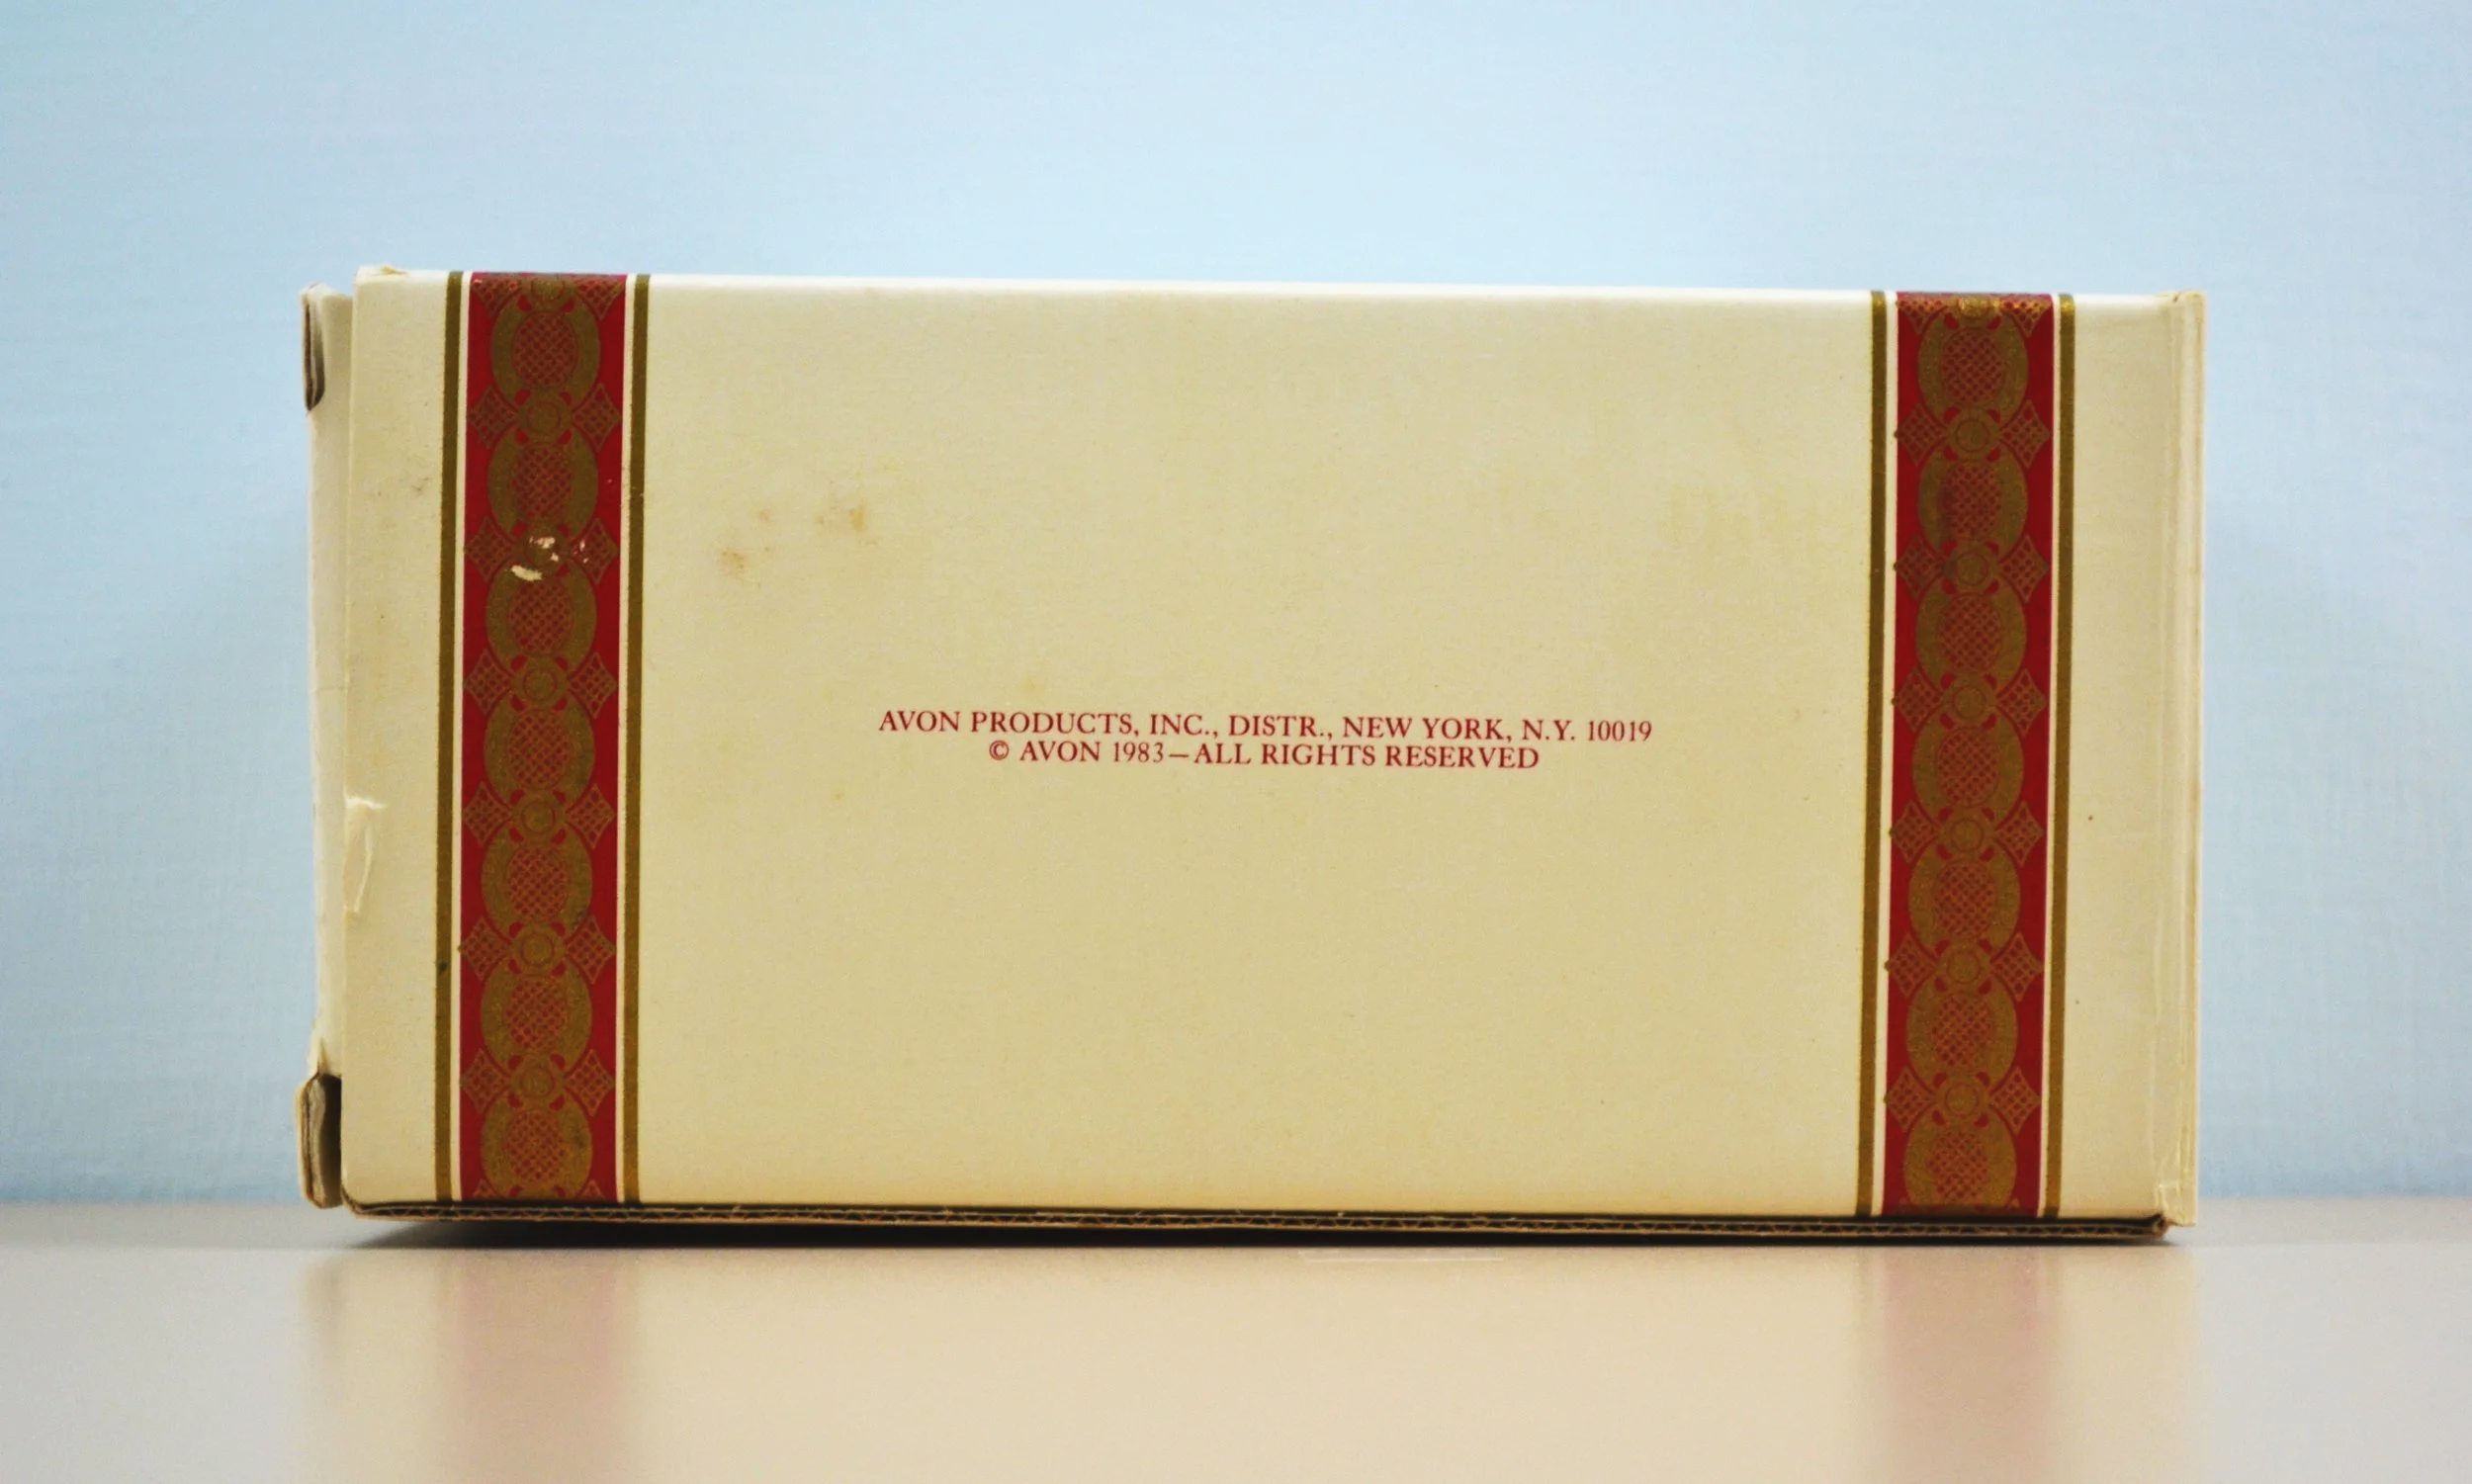 AVON PRODUCTS, INC., DISTR., NEW YORK, N.Y. 10019
© AVON 1983—ALL RIGHTS RESERVED